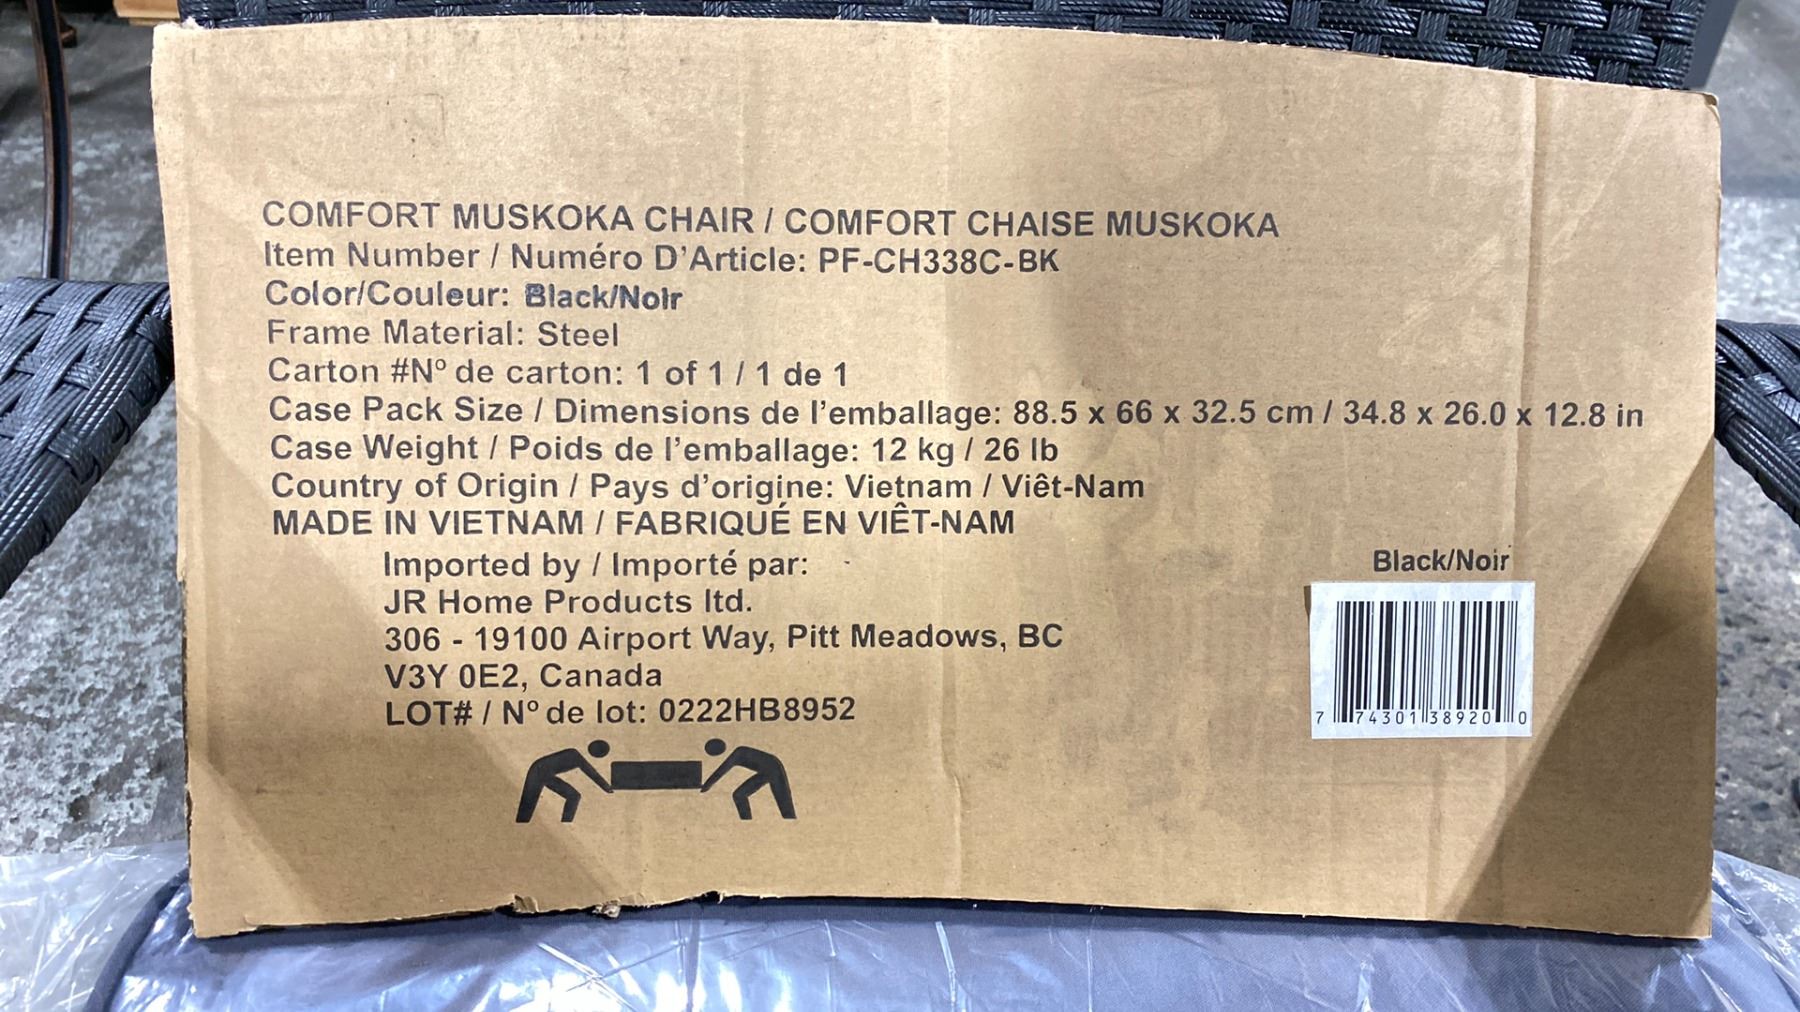 COMFORT MUSKOKA CHAIR / COMFORT CHAISE MUSKOKA
Item Number / Numéro D'Article: PF-CH338C-BK
Color/Couleur: Black/Noir
Frame Material: Steel
Carton #Nº de carton: 1 of 1 / 1 de 1
Case Pack Size / Dimensions de l'emballage: 88.5 x 66 x 32.5 cm / 34.8 x 26.0 x 12.8 in
Case Weight / Poids de l'emballage: 12 kg / 26 lb
Country of Origin / Pays d'origine: Vietnam / Viêt-Nam
MADE IN VIETNAM / FABRIQUÉ EN VIÊT-NAM
Imported by / Importé par:
JR Home Products ltd.
306 - 19100 Airport Way, Pitt Meadows, BC
V3Y 0E2, Canada
LOT# / Nº de lot: 0222HB8952
Black/Noir
7 74301 38920 0